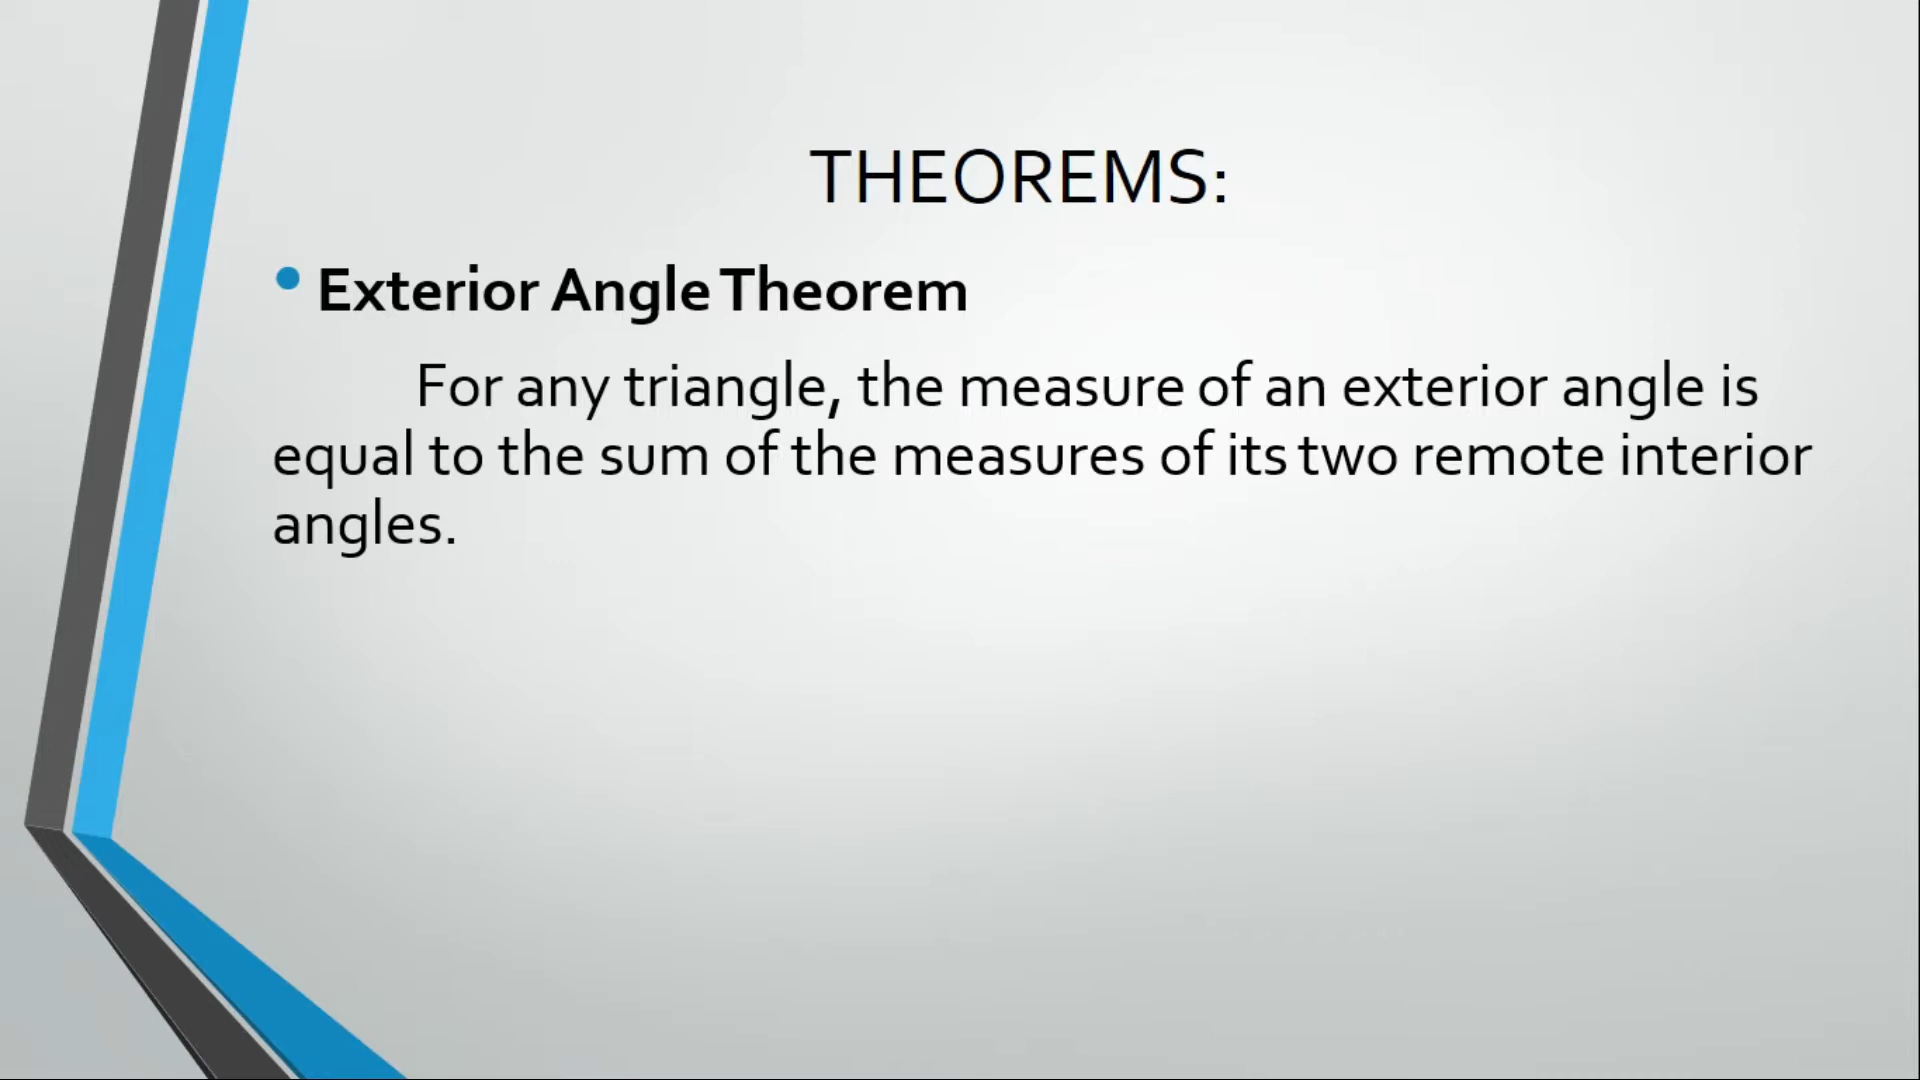 THEOREMS:
• Exterior Angle Theorem
For any triangle, the measure of an exterior angle is
equal to the sum of the measures of its two remote interior
angles.